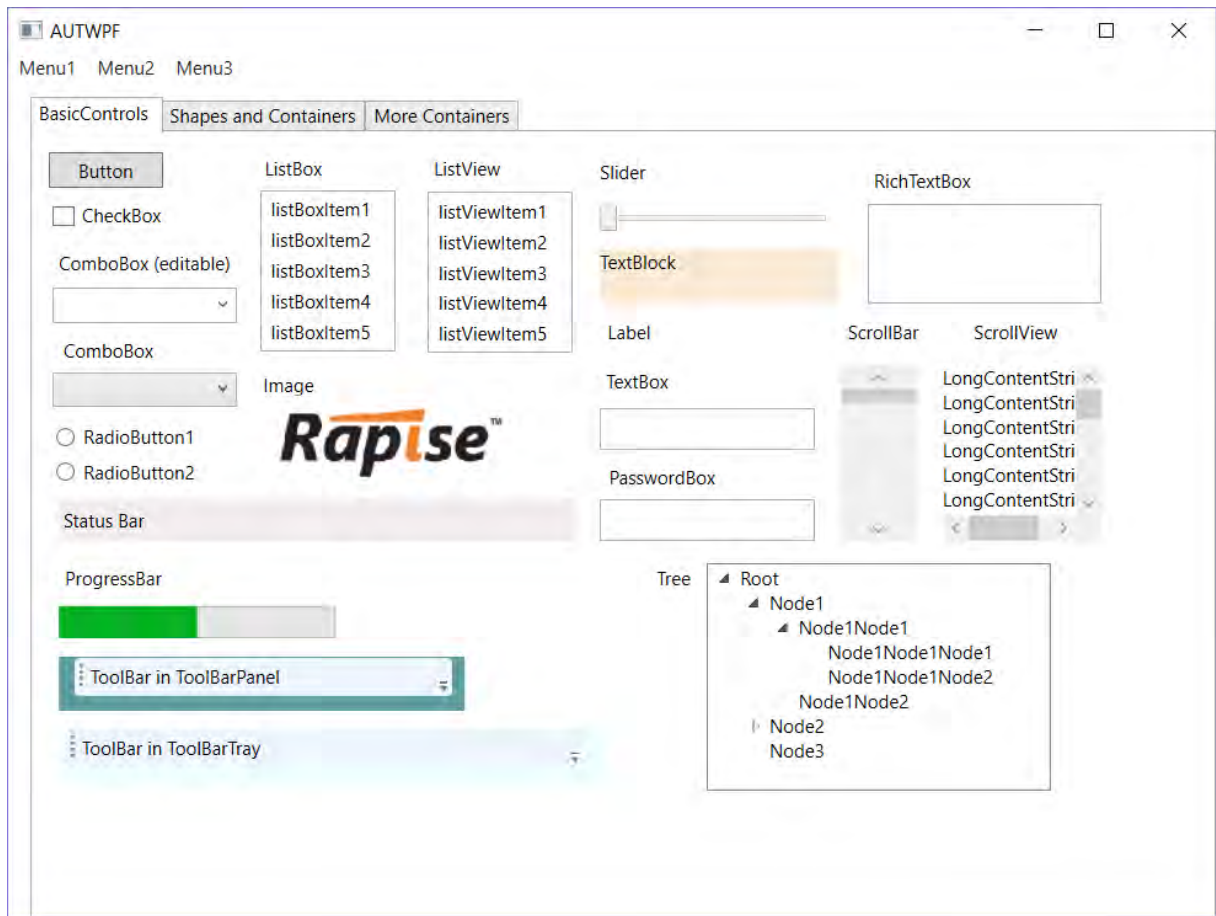 AUTWPF
Menu1 Menu2 Menu3
BasicControls Shapes and Containers More Containers
Button
CheckBox
ComboBox (editable)
ComboBox
RadioButton1
RadioButton2
ListBox
listBoxItem1
listBoxItem2
listBoxItem3
listBoxItem4
listBoxItem5
ListView
listViewItem1
listViewItem2
listViewItem3
listViewItem4
listViewItem5
Image
Rapise™
Status Bar
Slider
TextBlock
Label
TextBox
PasswordBox
RichTextBox
ScrollBar
ScrollView
LongContentStri
LongContentStri
LongContentStri
LongContentStri
LongContentStri
LongContentStri
ProgressBar
ToolBar in ToolBarPanel
ToolBar in ToolBarTray
Tree
Root
Node1
Node1Node1
Node1Node1Node1
Node1Node1Node2
Node1Node2
Node2
Node3